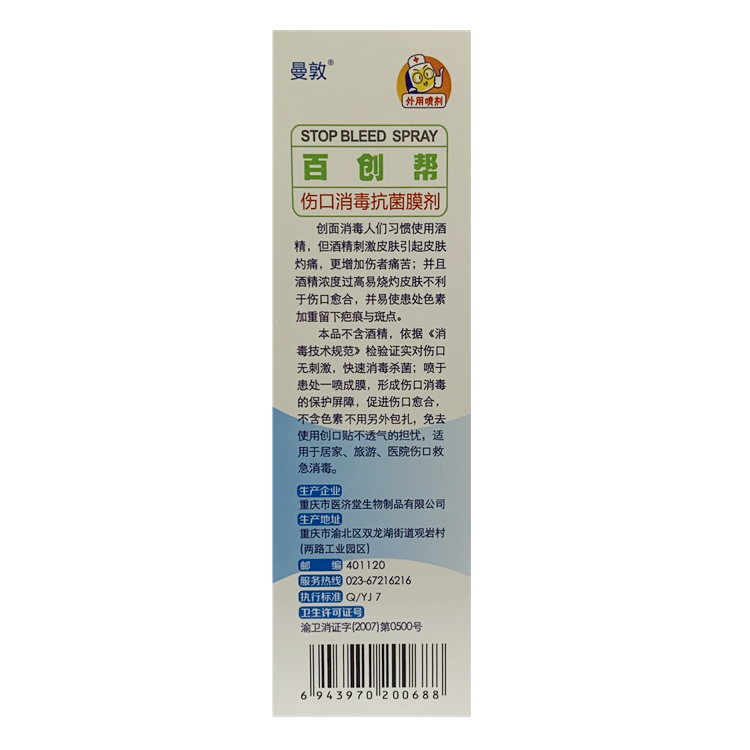 曼敦®
外用喷剂
STOP BLEED SPRAY
百创帮
伤口消毒抗菌膜剂
创面消毒人们习惯使用酒
精，但酒精刺激皮肤引起皮肤
灼痛，更增加伤者痛苦；并且
酒精浓度过高易烧灼皮肤不利
于伤口愈合，并易使患处色素
加重留下疤痕与斑点。
本品不含酒精，依据《消
毒技术规范》检验证实对伤口
无刺激，快速消毒杀菌；喷于
患处一喷成膜，形成伤口消毒
的保护屏障，促进伤口愈合，
不含色素不用另外包扎，免去
使用创口贴不透气的担忧，适
用于居家、旅游、医院伤口救
急消毒。
生产企业
重庆市医济堂生物制品有限公司
生产地址
重庆市渝北区双龙湖街道观岩村
(两路工业园区)
邮 编 401120
服务热线 023-67216216
执行标准 Q/YJ 7
卫生许可证号
渝卫消证字(2007)第0500号
6 943970 200688